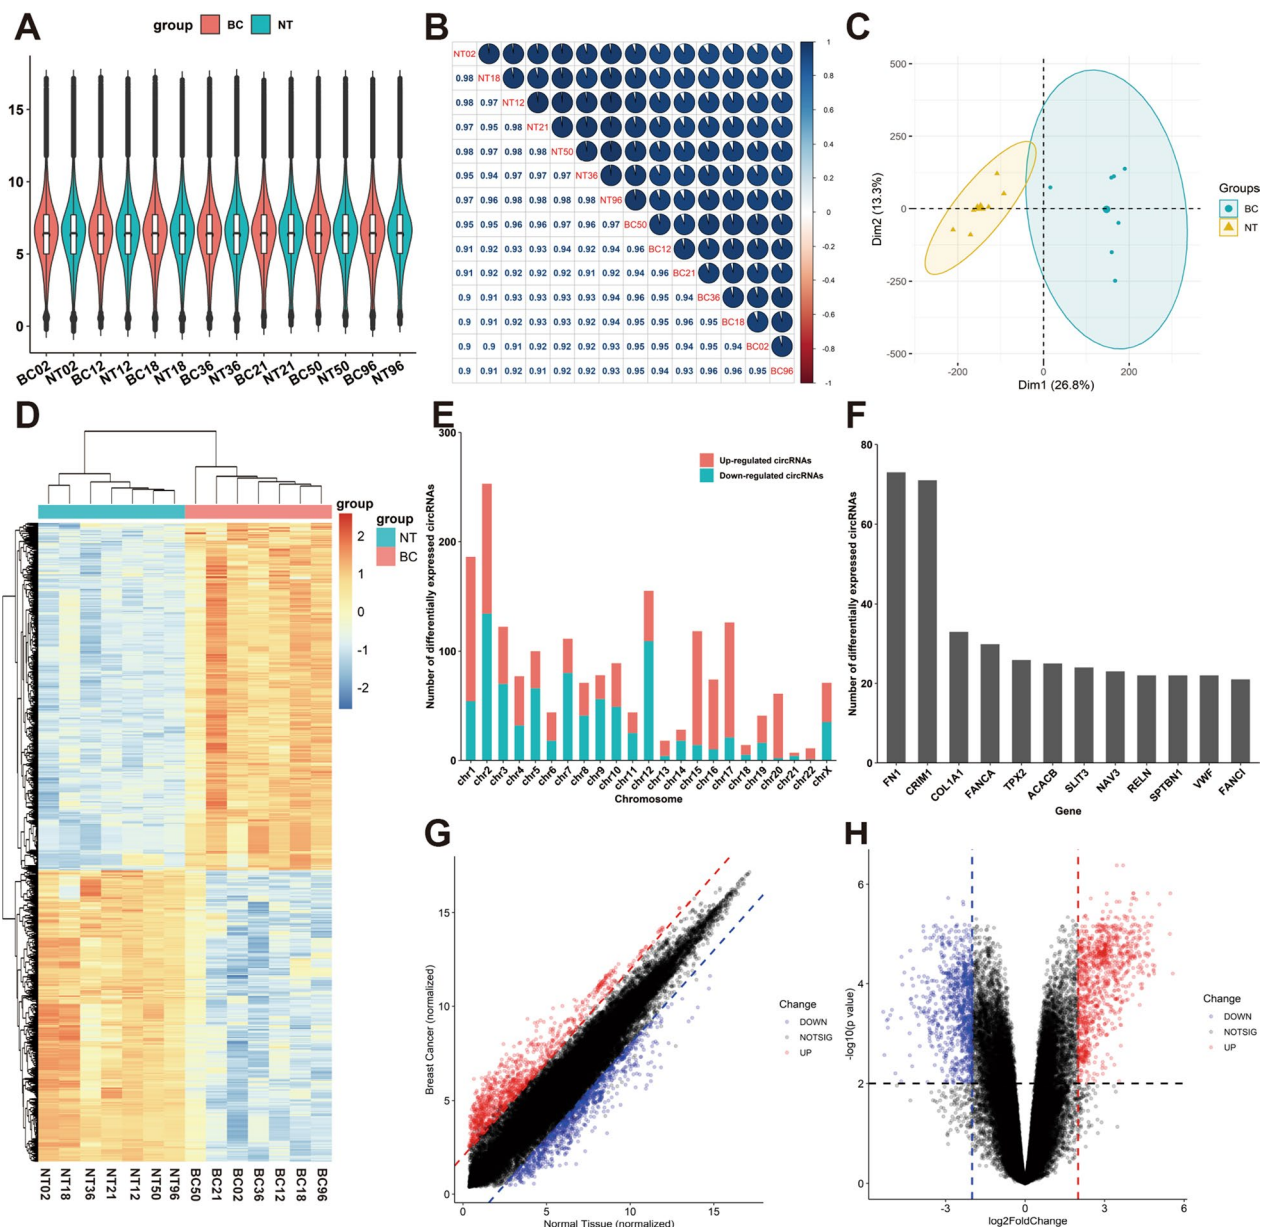 A
group BC NT
15
10
5
0
BC02 NT02 BC12 NT12 BC18 NT18 BC36 NT36 BC21 NT21 BC50 NT50 BC96 NT96
B
NT02
0.98 NT18
0.98 0.97 NT12
0.97 0.95 0.98 NT21
0.98 0.97 0.98 0.98 NT50
0.95 0.94 0.97 0.97 0.97 NT36
0.97 0.96 0.98 0.98 0.98 0.98 NT96
0.95 0.95 0.96 0.96 0.97 0.96 0.97 BC50
0.91 0.92 0.93 0.93 0.94 0.92 0.94 0.96 BC12
0.91 0.92 0.92 0.92 0.92 0.91 0.92 0.94 0.96 BC21
0.9 0.91 0.93 0.93 0.93 0.93 0.94 0.96 0.95 0.94 BC36
0.9 0.91 0.92 0.93 0.93 0.92 0.94 0.95 0.95 0.96 0.95 BC18
0.9 0.9 0.91 0.92 0.92 0.92 0.93 0.95 0.95 0.94 0.95 0.94 BC02
0.9 0.91 0.92 0.91 0.92 0.92 0.93 0.95 0.94 0.93 0.96 0.96 0.95 BC96
1
0.8
0.6
0.4
0.2
0
-0.2
-0.4
-0.6
-0.8
-1
C
Dim2 (13.3%)
500
250
0
-250
-500
-200 0 200
Dim1 (26.8%)
Groups
BC
NT
D
group
2
1
0
-1
-2
group
NT
BC
NT02 NT18 NT36 NT21 NT12 NT50 NT96 BC50 BC21 BC02 BC36 BC12 BC18 BC96
E
Number of differentially expressed circRNAs
300
200
100
0
Up-regulated circRNAs
Down-regulated circRNAs
chr1 chr2 chr3 chr4 chr5 chr6 chr7 chr8 chr9 chr10 chr11 chr12 chr13 chr14 chr15 chr16 chr17 chr18 chr19 chr20 chr21 chr22 chrX
Chromosome
F
Number of differentially expressed circRNAs
80
60
40
20
0
FN1 CRIM1 COL1A1 FANCA TPX2 ACACB SLIT3 NAV3 RELN SPTBN1 VWF FANCI
Gene
G
Breast Cancer (normalized)
15
10
5
0
0 5 10 15
Normal Tissue (normalized)
Change
DOWN
NOTSIG
UP
H
-log10(p value)
6
4
2
0
-3 0 3 6
log2FoldChange
Change
DOWN
NOTSIG
UP